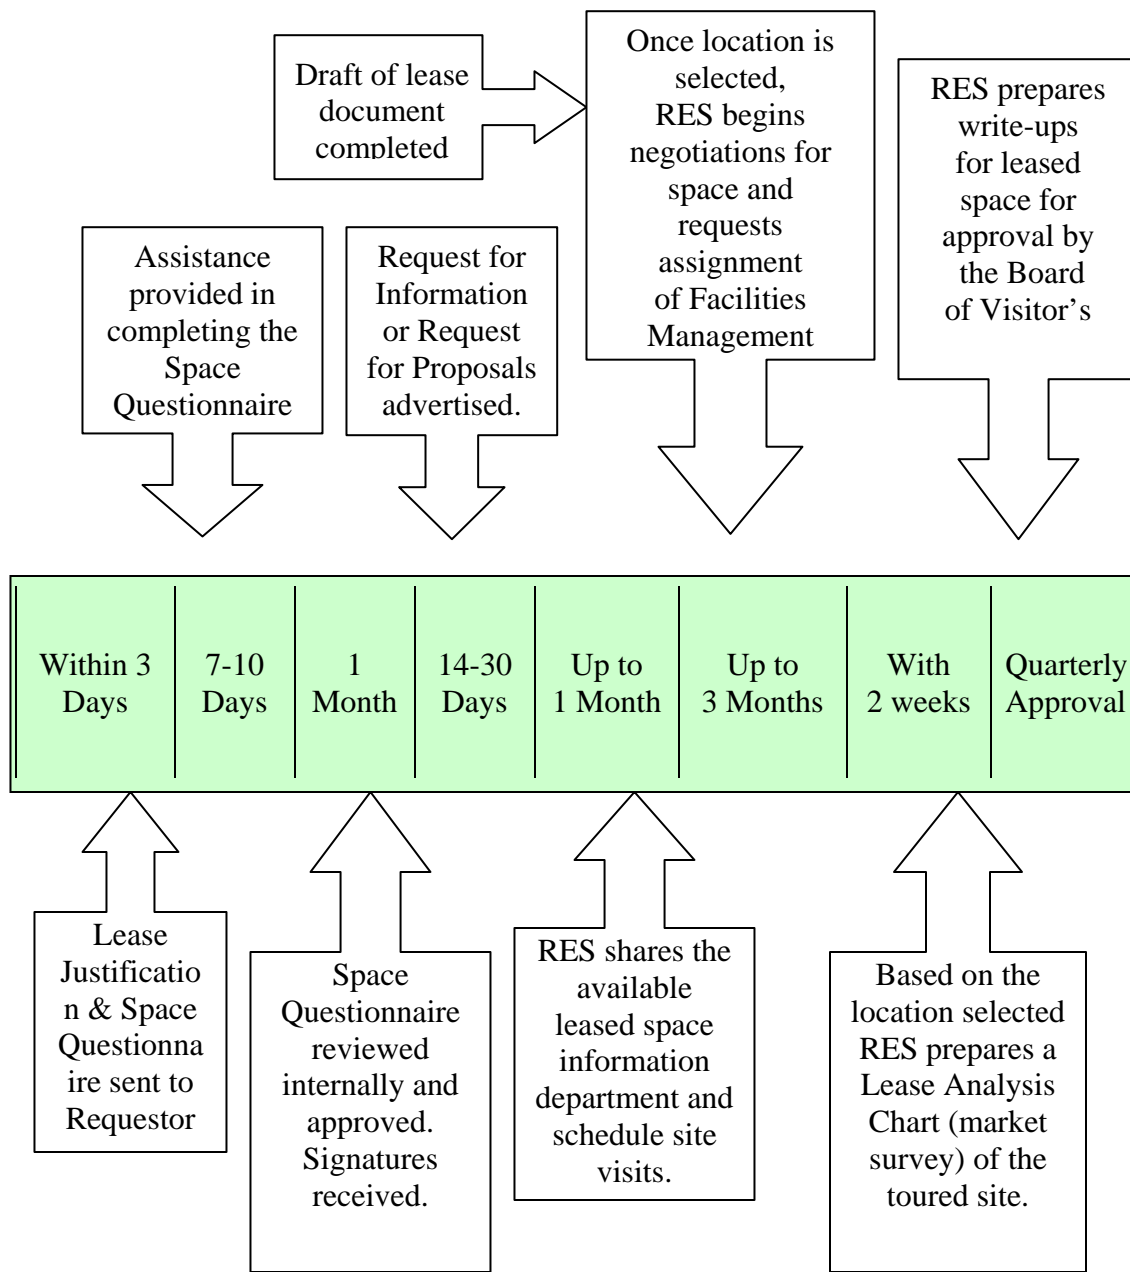 Draft of lease
document
completed
Once location is
selected,
RES begins
negotiations for
space and
requests
assignment
of Facilities
Management
RES prepares
write-ups
for leased
space for
approval by
the Board
of Visitor’s
Assistance
provided in
completing the
Space
Questionnaire
Request for
Information
or Request
for Proposals
advertised.
Within 3
Days
7-10
Days
1
Month
14-30
Days
Up to
1 Month
Up to
3 Months
With
2 weeks
Quarterly
Approval
Lease
Justificatio
n & Space
Questionna
ire sent to
Requestor
Space
Questionnaire
reviewed
internally and
approved.
Signatures
received.
RES shares the
available
leased space
information
department and
schedule site
visits.
Based on the
location selected
RES prepares a
Lease Analysis
Chart (market
survey) of the
toured site.